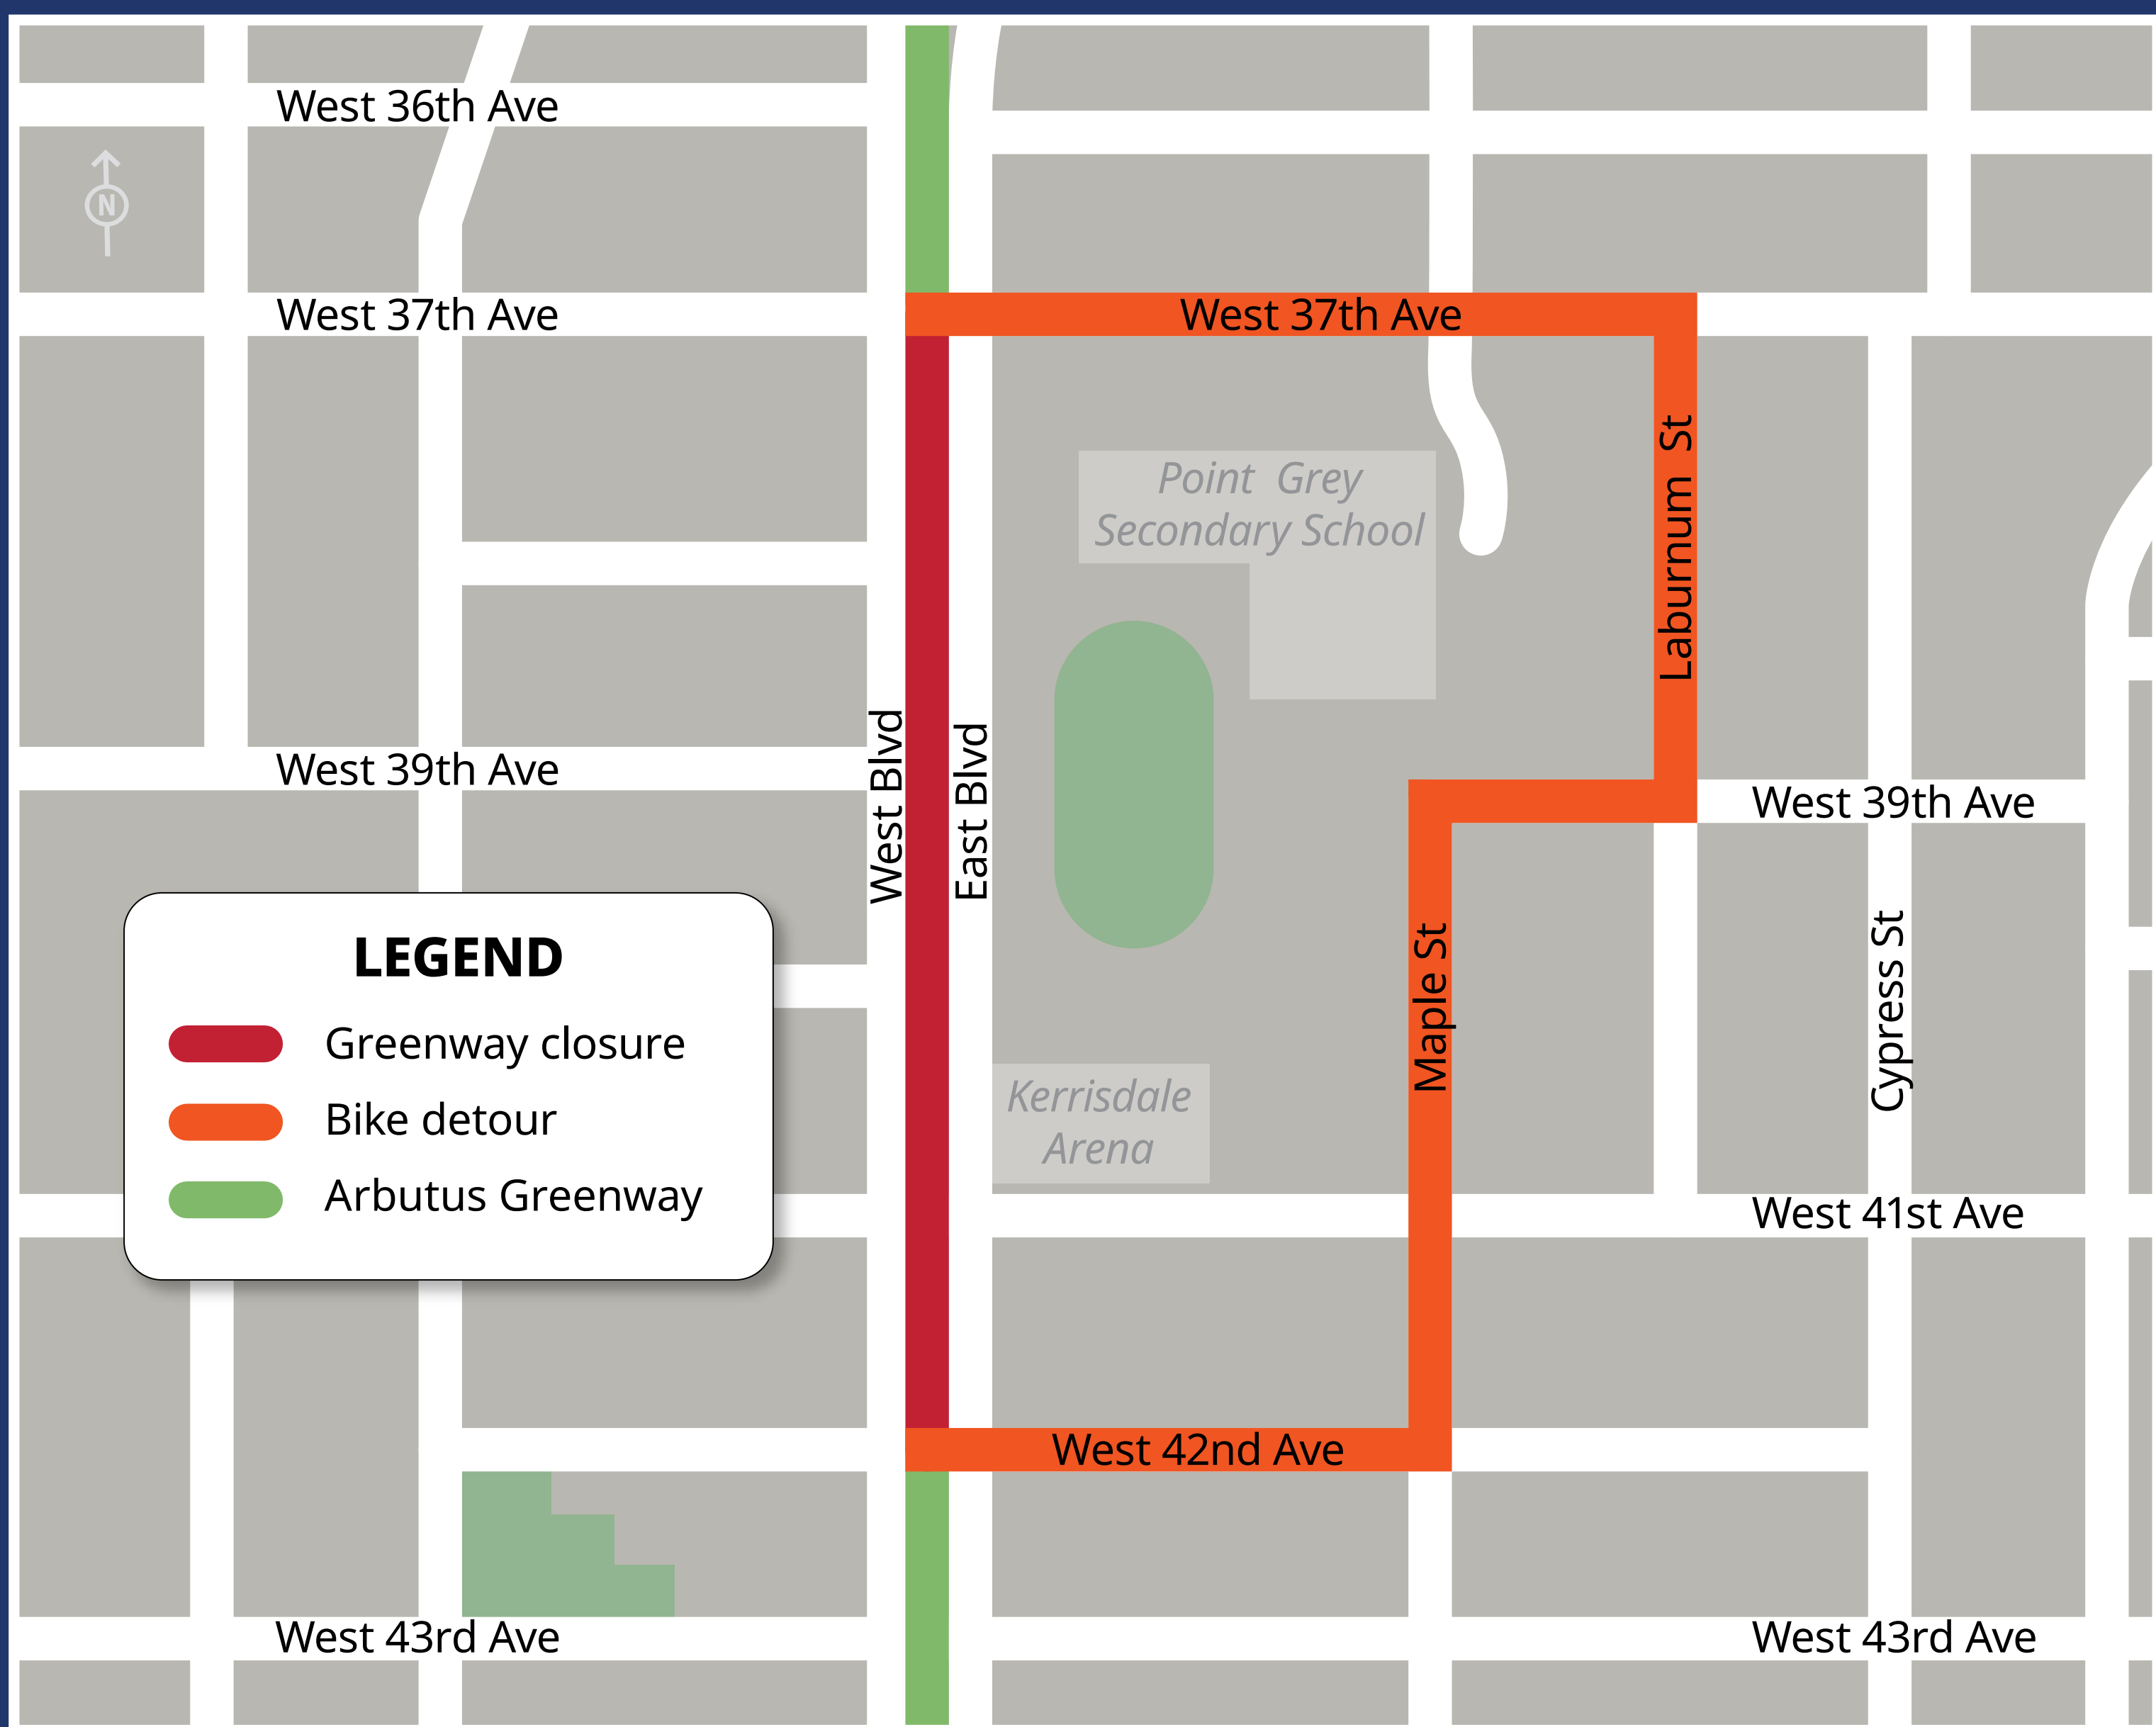 West 36th Ave
N
West 37th Ave
West 37th Ave
Laburnum St
Point Grey
Secondary School
West Blvd
East Blvd
West 39th Ave
West 39th Ave
Maple St
Cypress St
LEGEND
Greenway closure
Bike detour
Arbutus Greenway
Kerrisdale
Arena
West 41st Ave
West 42nd Ave
West 43rd Ave
West 43rd Ave